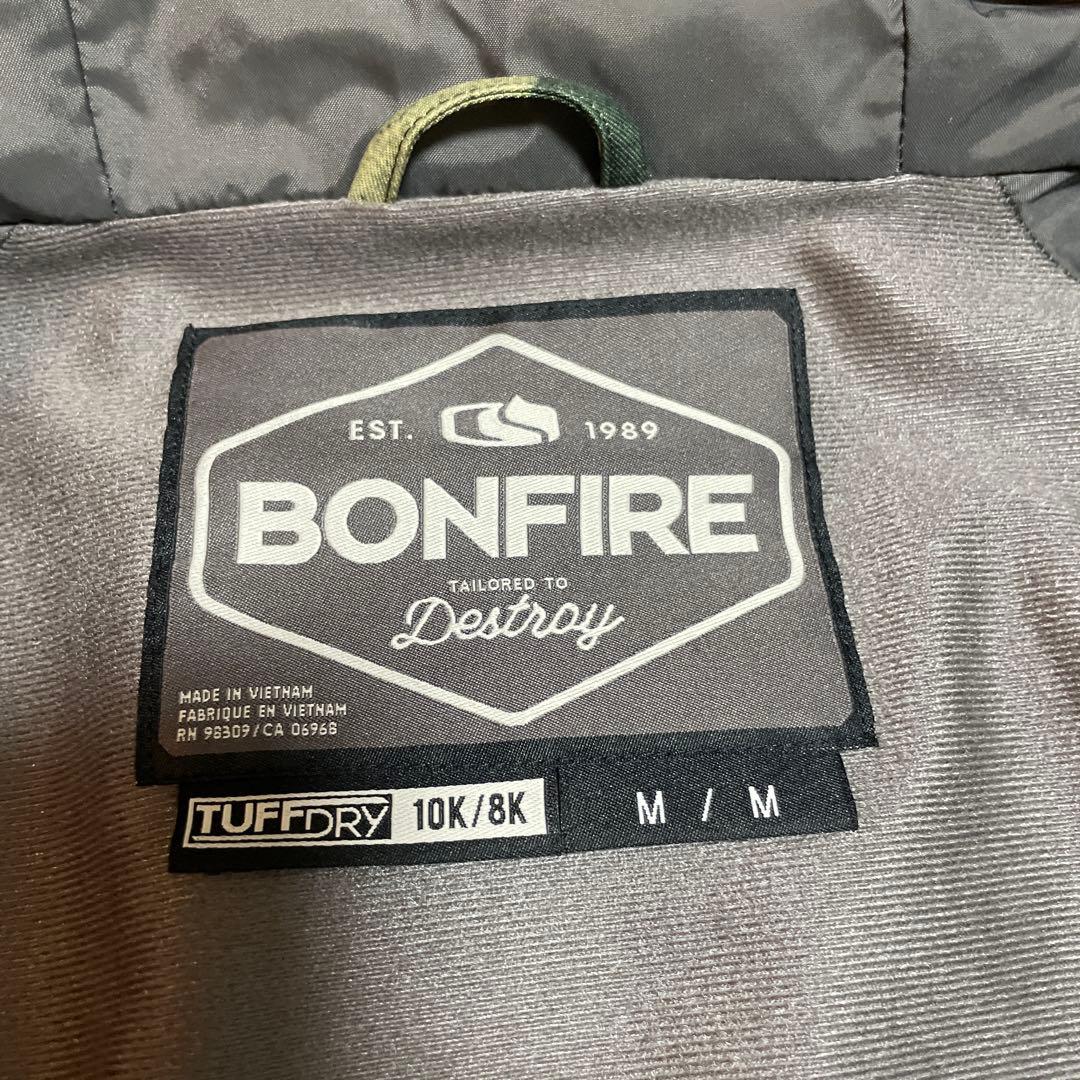 EST. 1989
BONFIRE
TAILORED TO
Destroy
MADE IN VIETNAM
FABRIQUE EN VIETNAM
RN 98309/CA 06968
TUFFDRY 10K/8K M / M